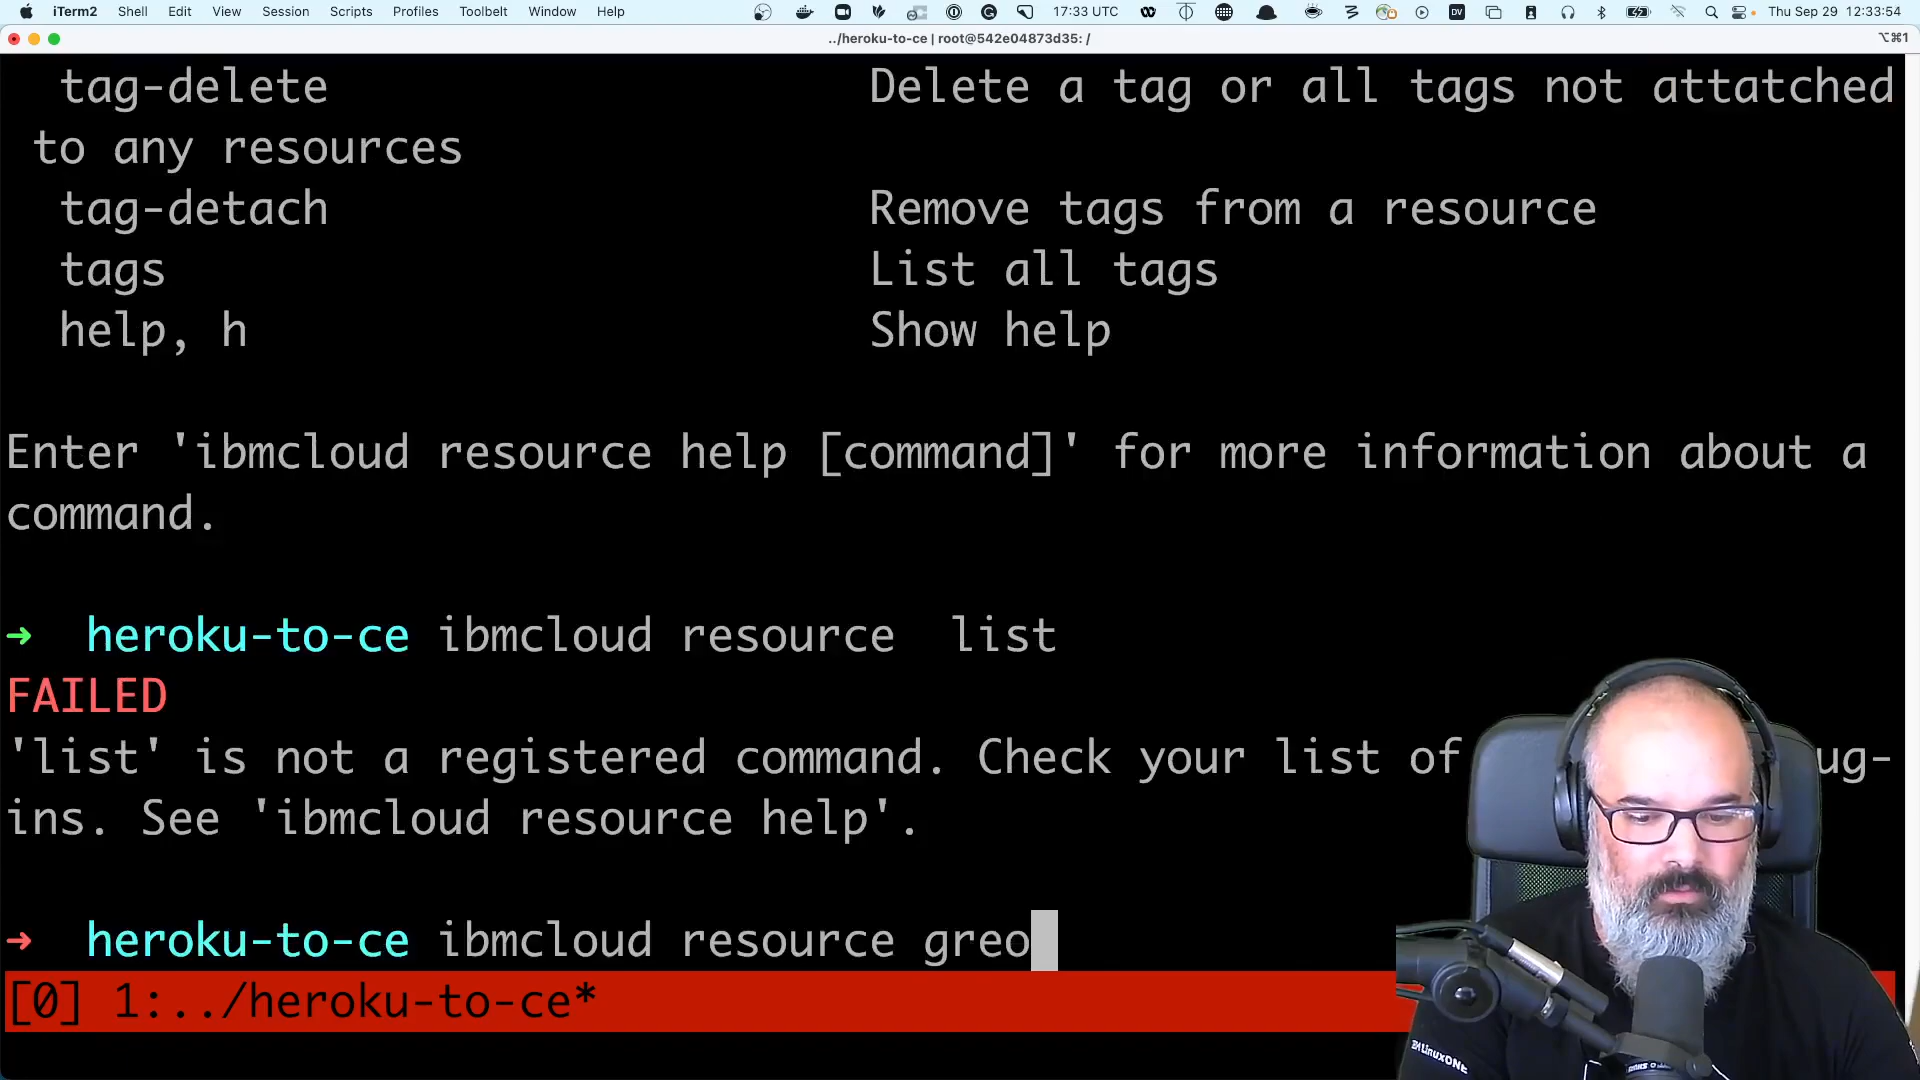 iTerm2 Shell Edit View Session Scripts Profiles Toolbelt Window Help 17:33 UTC DV Thu Sep 29 12:33:54
../heroku-to-ce | root@542e04873d35: / ⌥⌘1
tag-delete Delete a tag or all tags not attatched
to any resources
tag-detach Remove tags from a resource
tags List all tags
help, h Show help
Enter 'ibmcloud resource help [command]' for more information about a
command.
➜ heroku-to-ce ibmcloud resource  list
FAILED
'list' is not a registered command. Check your list of ug-
ins. See 'ibmcloud resource help'.
➜ heroku-to-ce ibmcloud resource greo
[0] 1:../heroku-to-ce*
LinuxONE